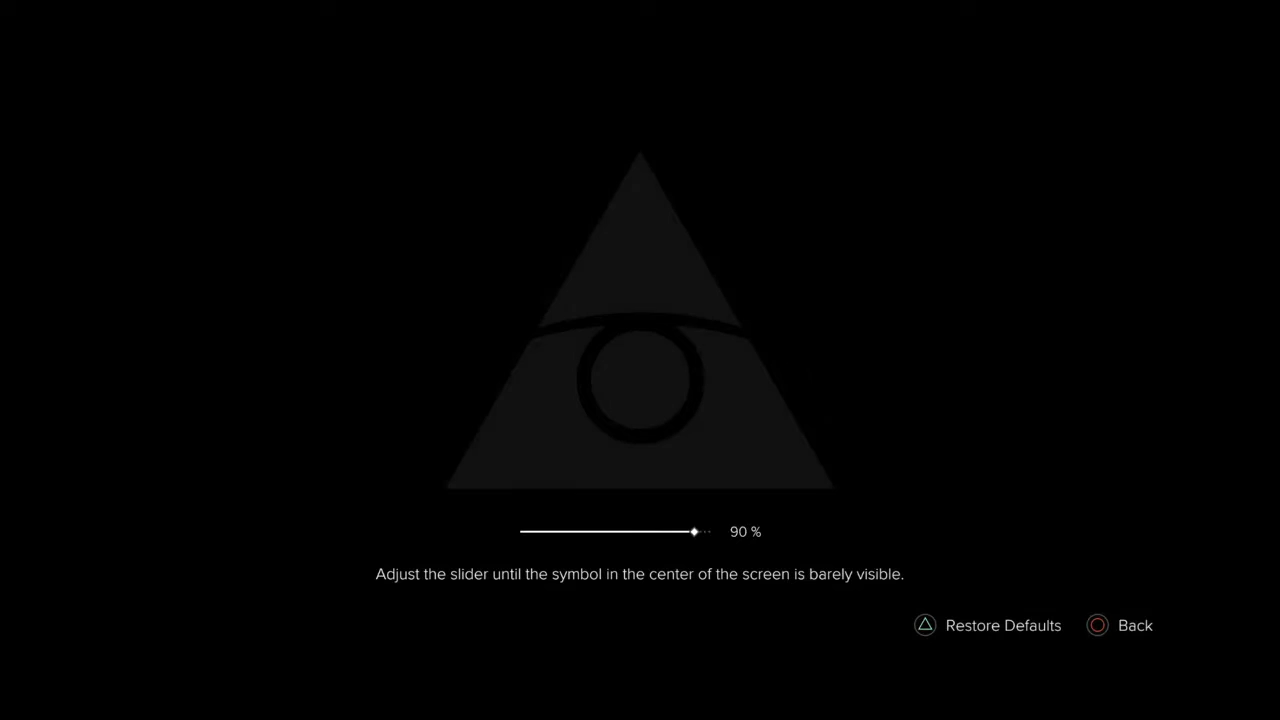 90 %
Adjust the slider until the symbol in the center of the screen is barely visible.
Restore Defaults Back